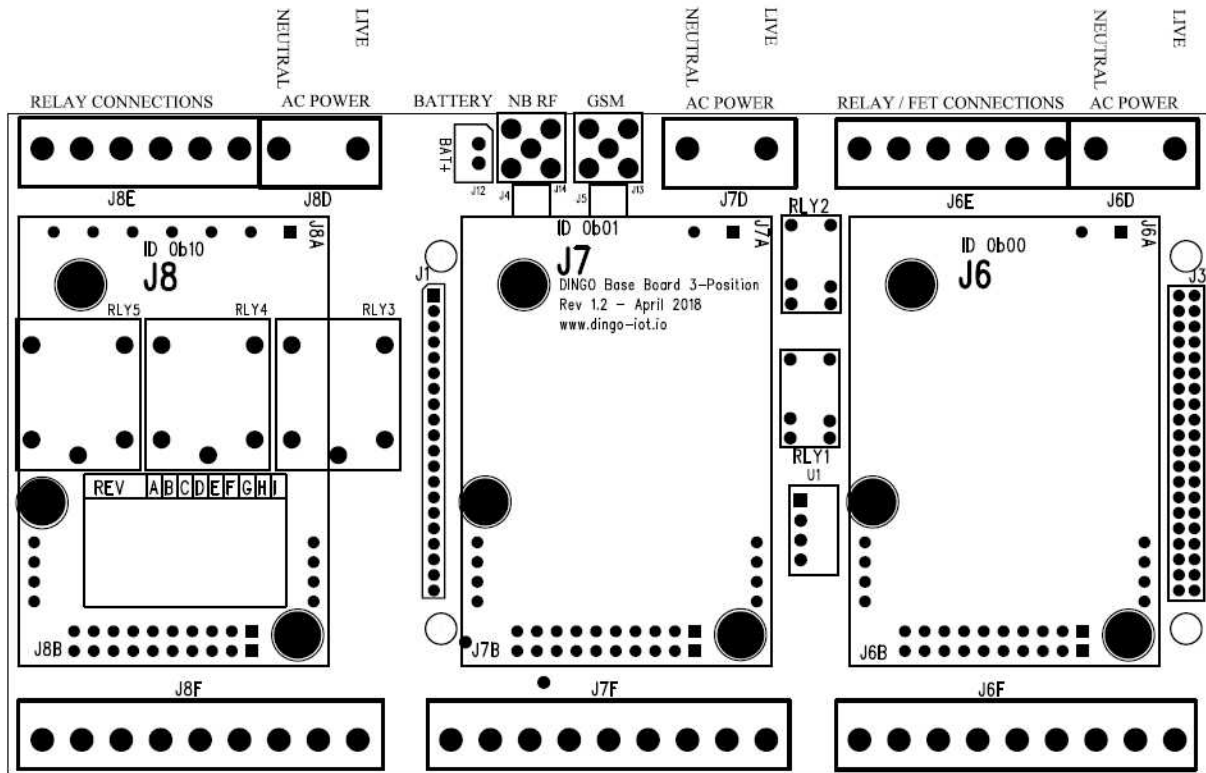 NEUTRAL
LIVE
NEUTRAL
LIVE
NEUTRAL
LIVE
RELAY CONNECTIONS
AC POWER
BATTERY
NB RF
GSM
AC POWER
RELAY / FET CONNECTIONS
AC POWER
BAT+
J8E
J8D
J12
J4
J14
J5
J13
J7D
J6E
J6D
RLY2
J8A
ID 0b10
J8
J1
ID 0b01
J7
J7A
DINGO Base Board 3-Position
Rev 1.2 - April 2018
www.dingo-iot.io
ID 0b00
J6
J6A
J3
RLY5
RLY4
RLY3
RLY1
U1
REV A B C D E F G H I
J8B
J7B
J6B
J8F
J7F
J6F